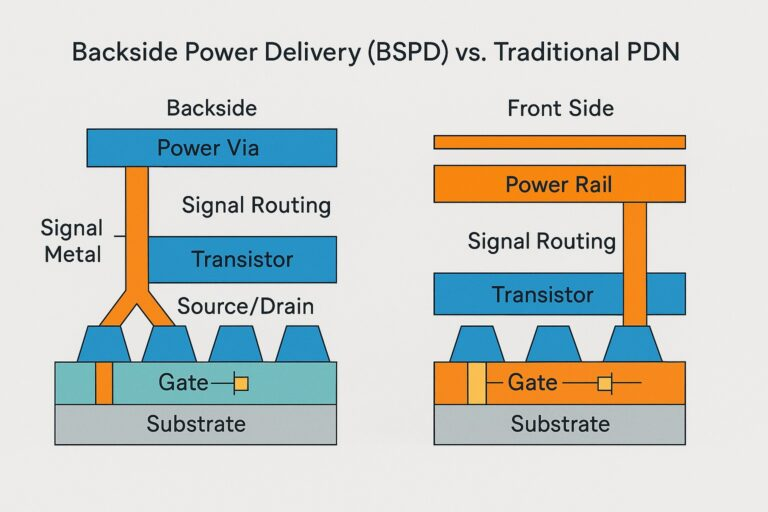 Backside Power Delivery (BSPD) vs. Traditional PDN
Backside
Power Via
Signal Routing
Signal
Metal
Transistor
Source/Drain
Gate
Substrate
Front Side
Power Rail
Signal Routing
Transistor
Gate
Substrate